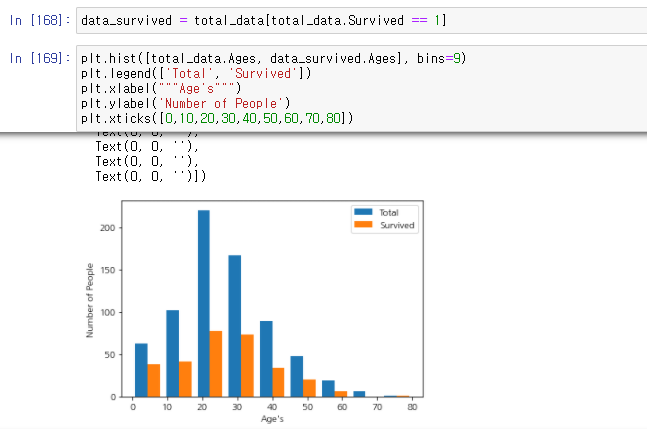 In [168]: data_survived = total_data[total_data.Survived == 1]
In [169]: plt.hist([total_data.Ages, data_survived.Ages], bins=9)
plt.legend(['Total', 'Survived'])
plt.xlabel("""Age's""")
plt.ylabel('Number of People')
plt.xticks([0,10,20,30,40,50,60,70,80])
Text(0, 0, ''),
Text(0, 0, ''),
Text(0, 0, ''),
Text(0, 0, '')])
Total
Survived
200
150
100
50
0
Number of People
0 10 20 30 40 50 60 70 80
Age's